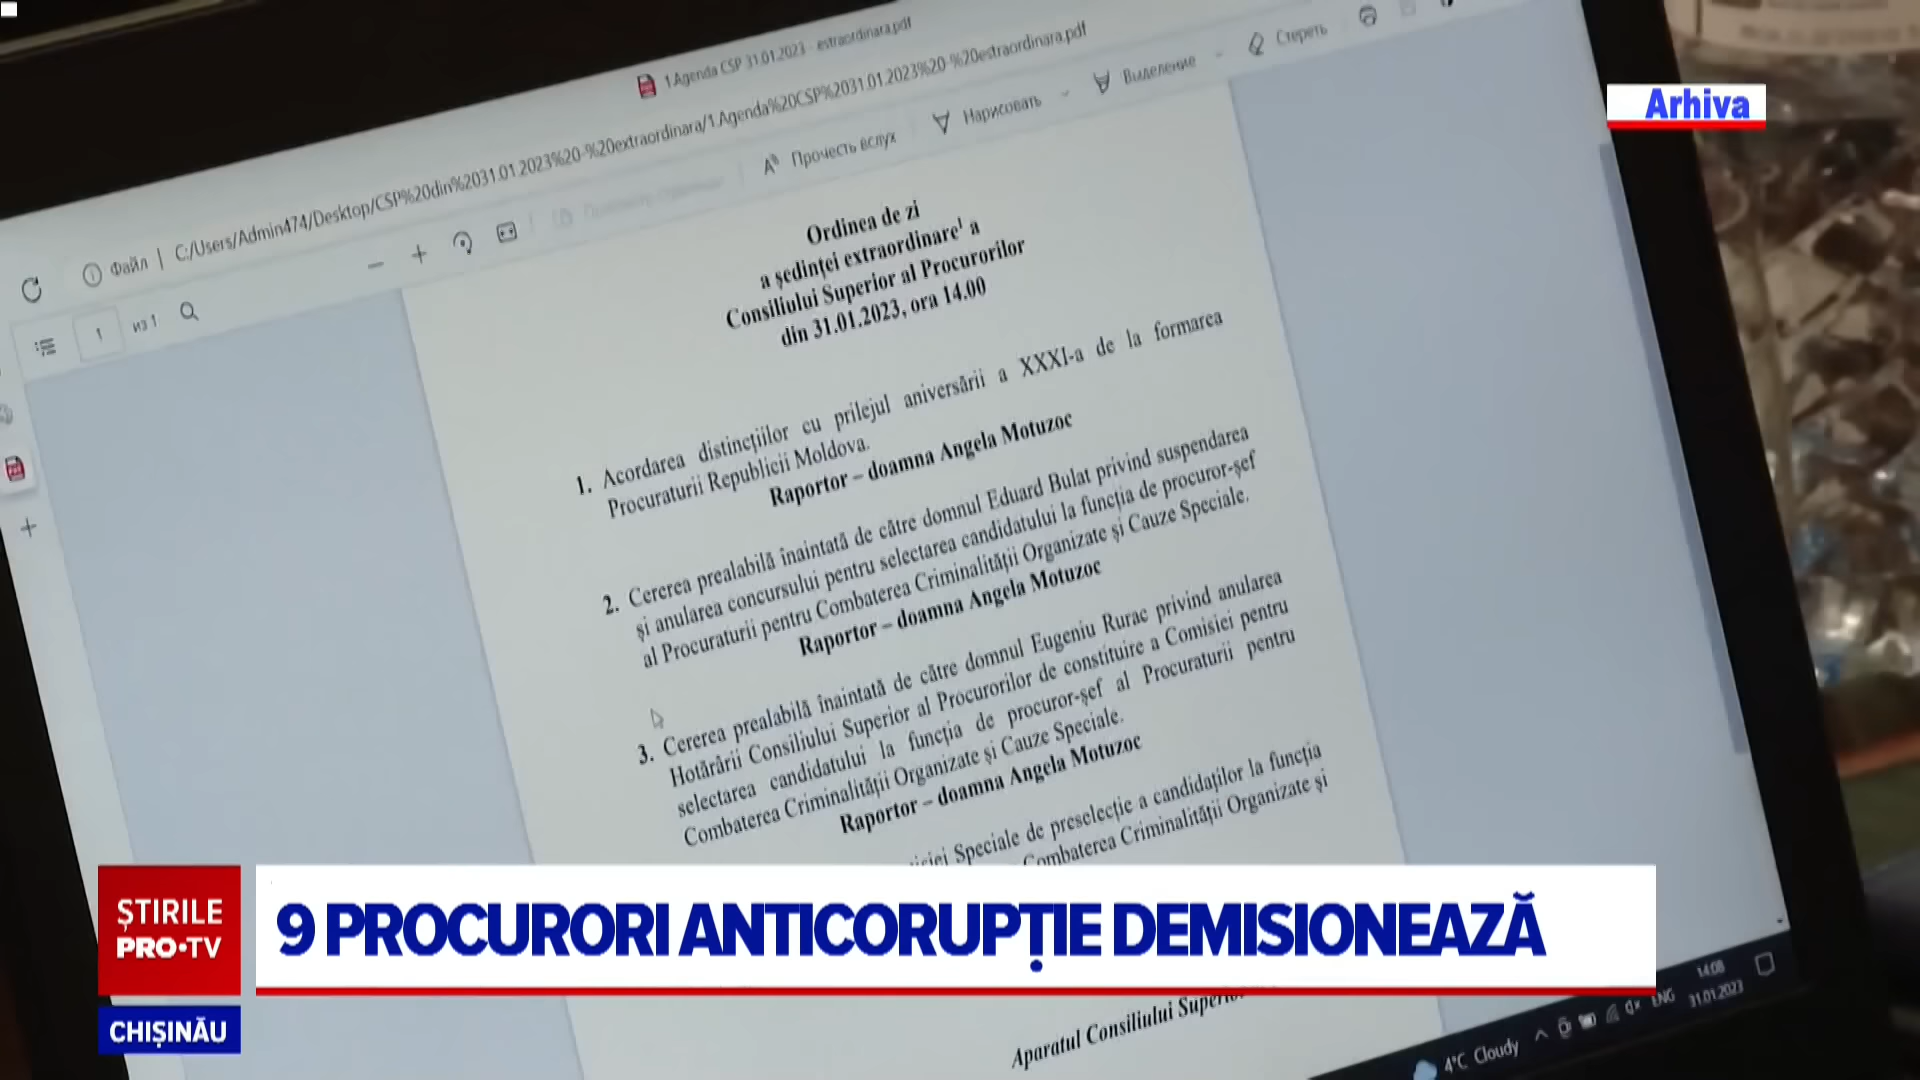 1.Agenda CSP 31.01.2023 - estraordinara.pdf
Файл | C:/Users/Admin474/Desktop/CSP%20din%2031.01.2023%20-%20extraordinara/1.Agenda%20CSP%2031.01.2023%20-%20estraordinara.pdf
1 из 1
Прочесть вслух
Нарисовать
Выделение
Стереть
Arhiva
Ordinea de zi
a ședinței extraordinare¹ a
Consiliului Superior al Procurorilor
din 31.01.2023, ora 14.00
1. Acordarea distincțiilor cu prilejul aniversării a XXXI-a de la formarea
Procuraturii Republicii Moldova.
Raportor – doamna Angela Motuzoc
2. Cererea prealabilă înaintată de către domnul Eduard Bulat privind suspendarea
și anularea concursului pentru selectarea candidatului la funcția de procuror-șef
al Procuraturii pentru Combaterea Criminalității Organizate și Cauze Speciale.
Raportor – doamna Angela Motuzoc
3. Cererea prealabilă înaintată de către domnul Eugeniu Rurac privind anularea
Hotărârii Consiliului Superior al Procurorilor de constituire a Comisiei pentru
selectarea candidatului la funcția de procuror-șef al Procuraturii pentru
Combaterea Criminalității Organizate și Cauze Speciale.
Raportor – doamna Angela Motuzoc
Speciale de preselecție a candidaților la funcția
Combaterea Criminalității Organizate și
Aparatul Consiliului
ȘTIRILE
PRO•TV
CHIȘINĂU
9 PROCURORI ANTICORUPȚIE DEMISIONEAZĂ
4°C Cloudy
ENG
14:08
31.01.2023